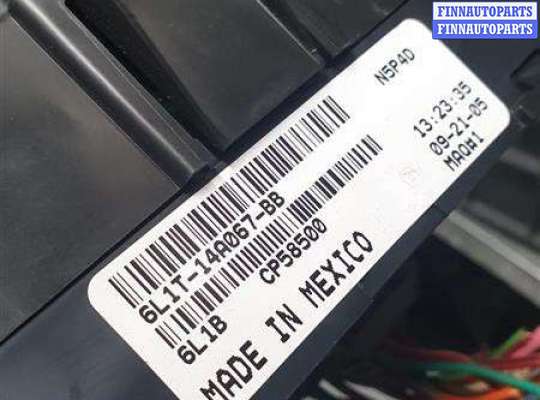 FINNAUTOPARTS
FINNAUTOPARTS
N5P4D
13:23:35
09-21-05
MAO#1
6L1T-14A067-BB
6L1B CP58500
MADE IN MEXICO